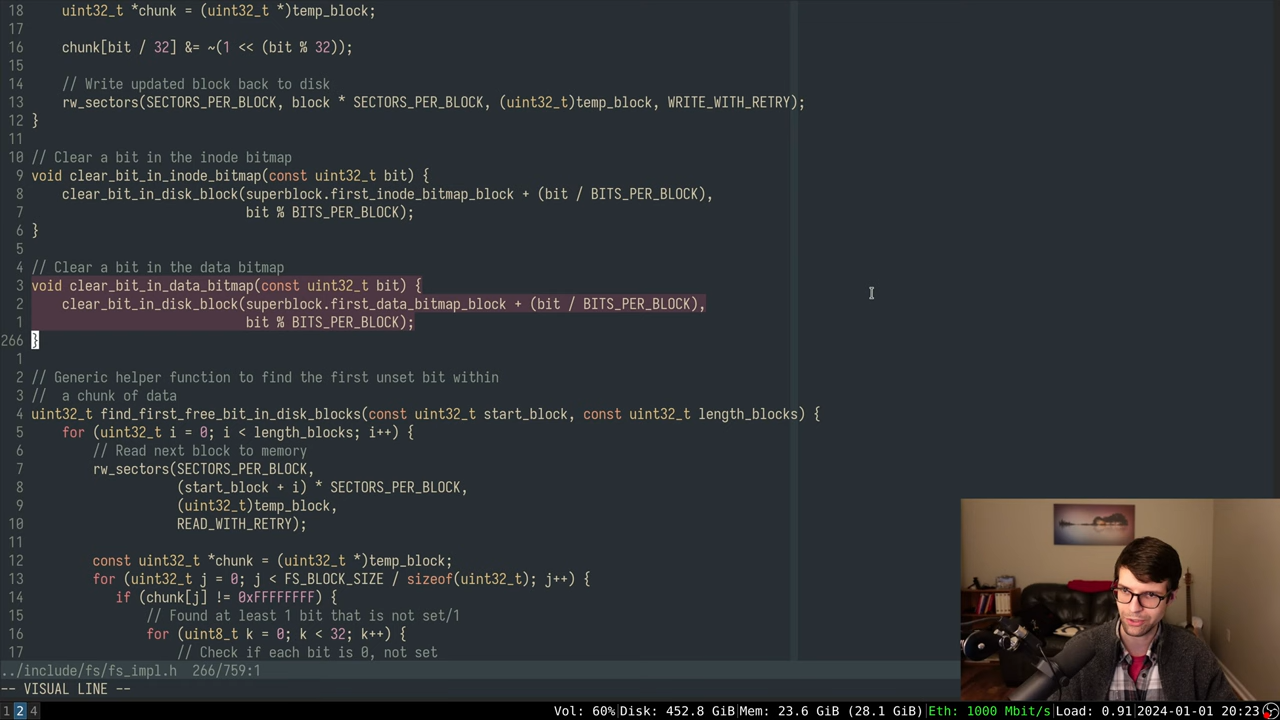 18 uint32_t *chunk = (uint32_t *)temp_block;
17
16 chunk[bit / 32] &= ~(1 << (bit % 32));
15
14 // Write updated block back to disk
13 rw_sectors(SECTORS_PER_BLOCK, block * SECTORS_PER_BLOCK, (uint32_t)temp_block, WRITE_WITH_RETRY);
12 }
11
10 // Clear a bit in the inode bitmap
9 void clear_bit_in_inode_bitmap(const uint32_t bit) {
8 clear_bit_in_disk_block(superblock.first_inode_bitmap_block + (bit / BITS_PER_BLOCK),
7 bit % BITS_PER_BLOCK);
6 }
5
4 // Clear a bit in the data bitmap
3 void clear_bit_in_data_bitmap(const uint32_t bit) {
2 clear_bit_in_disk_block(superblock.first_data_bitmap_block + (bit / BITS_PER_BLOCK),
1 bit % BITS_PER_BLOCK);
266 }
1
2 // Generic helper function to find the first unset bit within
3 // a chunk of data
4 uint32_t find_first_free_bit_in_disk_blocks(const uint32_t start_block, const uint32_t length_blocks) {
5 for (uint32_t i = 0; i < length_blocks; i++) {
6 // Read next block to memory
7 rw_sectors(SECTORS_PER_BLOCK,
8 (start_block + i) * SECTORS_PER_BLOCK,
9 (uint32_t)temp_block,
10 READ_WITH_RETRY);
11
12 const uint32_t *chunk = (uint32_t *)temp_block;
13 for (uint32_t j = 0; j < FS_BLOCK_SIZE / sizeof(uint32_t); j++) {
14 if (chunk[j] != 0xFFFFFFFF) {
15 // Found at least 1 bit that is not set/1
16 for (uint8_t k = 0; k < 32; k++) {
17 // Check if each bit is 0, not set
../include/fs/fs_impl.h 266/759:1
-- VISUAL LINE --
1 2 4 Vol: 60%|Disk: 452.8 GiB|Mem: 23.6 GiB (28.1 GiB)|Eth: 1000 Mbit/s|Load: 0.91|2024-01-01 20:23